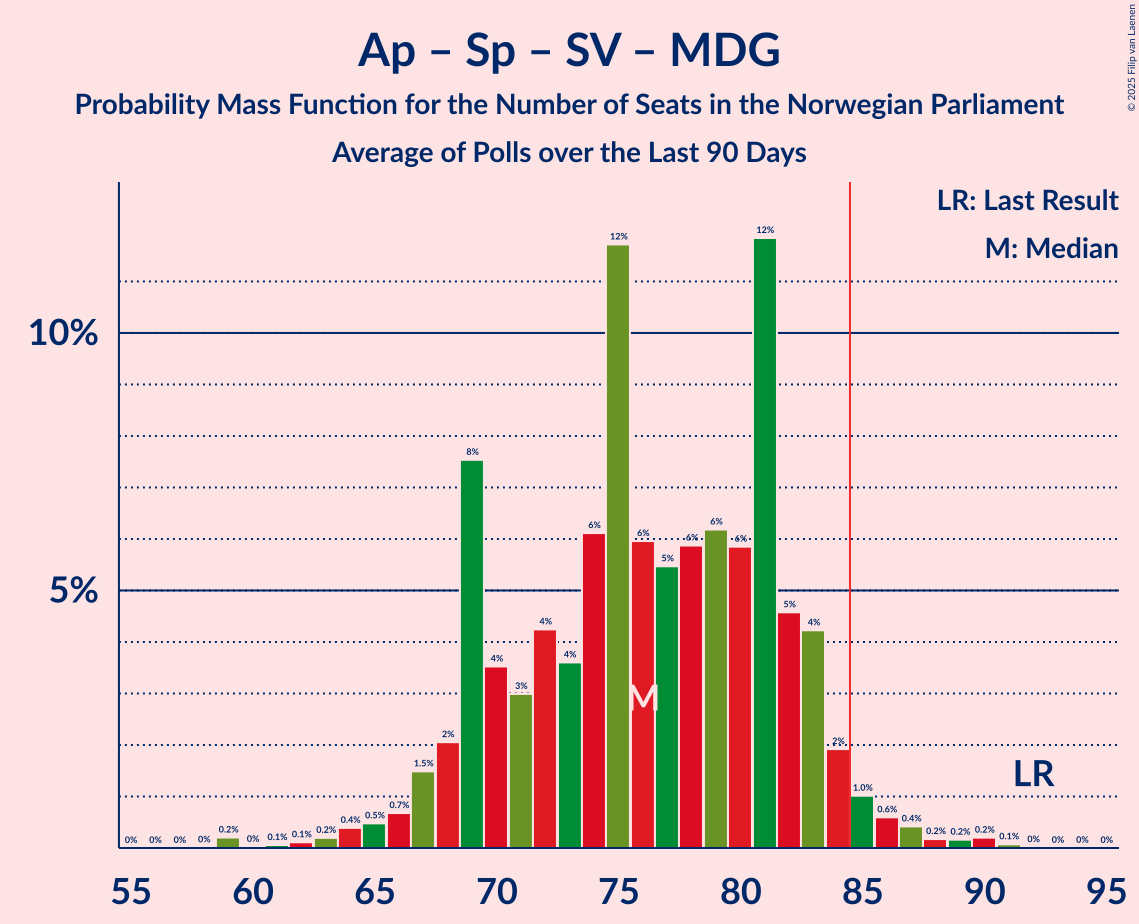 Ap – Sp – SV – MDG
Probability Mass Function for the Number of Seats in the Norwegian Parliament
Average of Polls over the Last 90 Days
© 2025 Filip van Laenen
LR: Last Result
M: Median
10%
5%
0% 0% 0% 0% 0.2% 0% 0.1% 0.1% 0.2% 0.4% 0.5% 0.7% 1.5% 2% 8% 4% 3% 4% 4% 6% 12% 6% 5% 6% 6% 6% 12% 5% 4% 2% 1.0% 0.6% 0.4% 0.2% 0.2% 0.2% 0.1% 0% 0% 0% 0%
M
LR
55 60 65 70 75 80 85 90 95